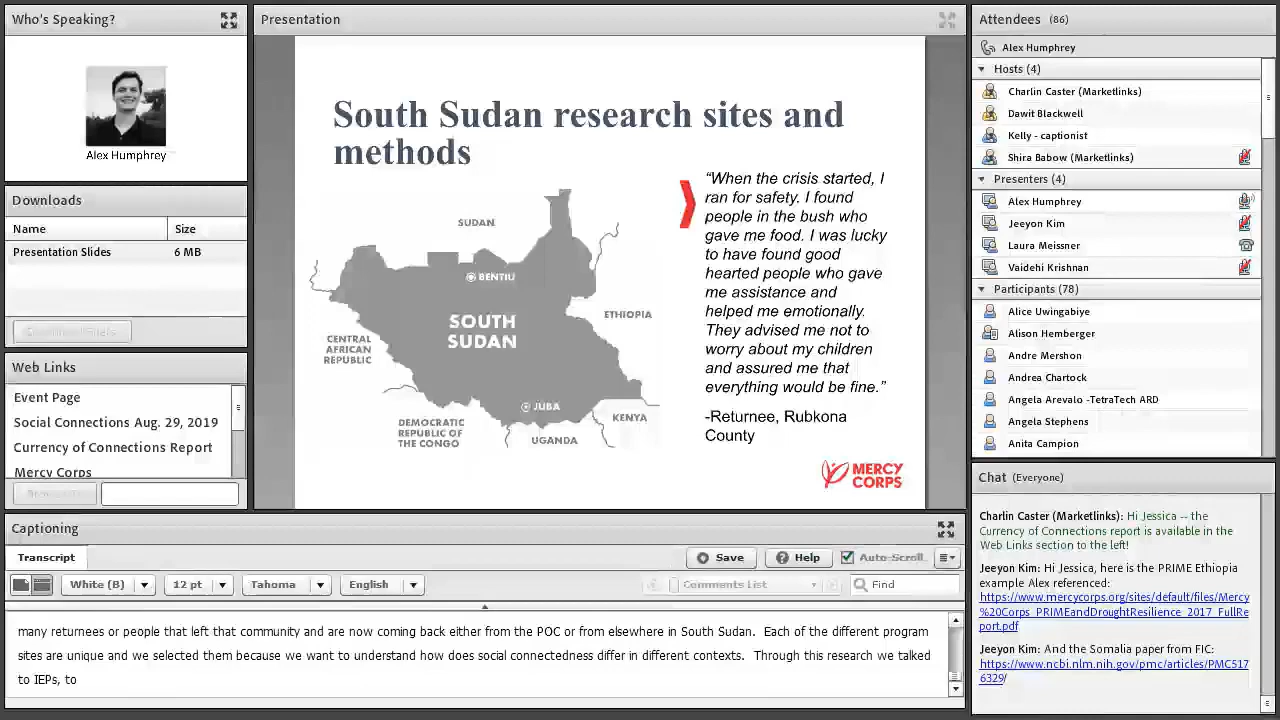 Who's Speaking?
Alex Humphrey
Downloads
Name Size
Presentation Slides 6 MB
Web Links
Event Page
Social Connections Aug. 29, 2019
Currency of Connections Report
Mercy Corps
Presentation
South Sudan research sites and
methods
SUDAN
BENTIU
SOUTH
SUDAN
ETHIOPIA
CENTRAL
AFRICAN
REPUBLIC
JUBA
KENYA
DEMOCRATIC
REPUBLIC OF
THE CONGO
UGANDA
“When the crisis started, I
ran for safety. I found
people in the bush who
gave me food. I was lucky
to have found good
hearted people who gave
me assistance and
helped me emotionally.
They advised me not to
worry about my children
and assured me that
everything would be fine.”
-Returnee, Rubkona
County
MERCY
CORPS
Captioning
Transcript
Save Help Auto-Scroll
White (B) 12 pt Tahoma English Comments List Find
many returnees or people that left that community and are now coming back either from the POC or from elsewhere in South Sudan. Each of the different program
sites are unique and we selected them because we want to understand how does social connectedness differ in different contexts. Through this research we talked
to IEPs, to
Attendees (86)
Alex Humphrey
Hosts (4)
Charlin Caster (Marketlinks)
Dawit Blackwell
Kelly - captionist
Shira Babow (Marketlinks)
Presenters (4)
Alex Humphrey
Jeeyon Kim
Laura Meissner
Vaidehi Krishnan
Participants (78)
Alice Uwingabiye
Alison Hemberger
Andre Mershon
Andrea Chartock
Angela Arevalo -TetraTech ARD
Angela Stephens
Anita Campion
Chat (Everyone)
Charlin Caster (Marketlinks): Hi Jessica -- the
Currency of Connections report is available in the
Web Links section to the left!
Jeeyon Kim: Hi Jessica, here is the PRIME Ethiopia
example Alex referenced:
https://www.mercycorps.org/sites/default/files/Mercy
%20Corps_PRIMEandDroughtResilience_2017_FullRe
port.pdf
Jeeyon Kim: And the Somalia paper from FIC:
https://www.ncbi.nlm.nih.gov/pmc/articles/PMC517
6329/